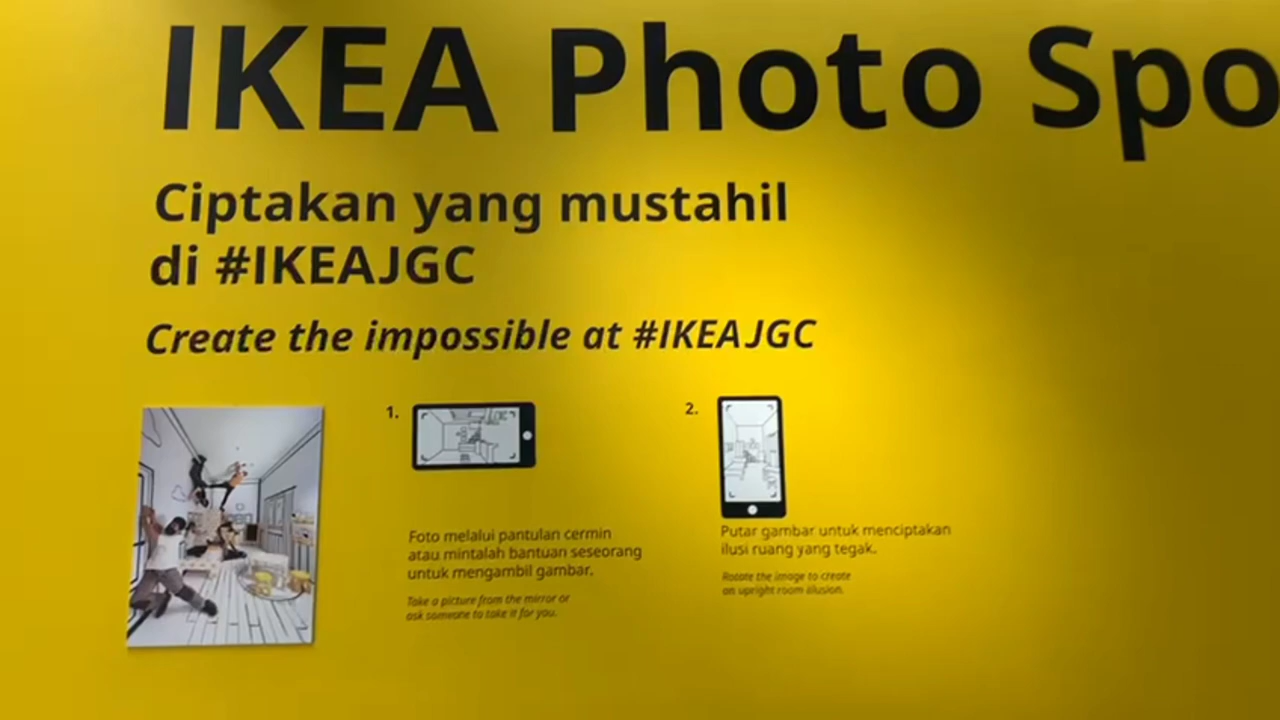 IKEA Photo Spo
Ciptakan yang mustahil
di #IKEAJGC
Create the impossible at #IKEAJGC
1.
Foto melalui pantulan cermin
atau mintalah bantuan seseorang
untuk mengambil gambar.
Take a picture from the mirror or
ask someone to take it for you.
2.
Putar gambar untuk menciptakan
ilusi ruang yang tegak.
Rotate the image to create
an upright room illusion.